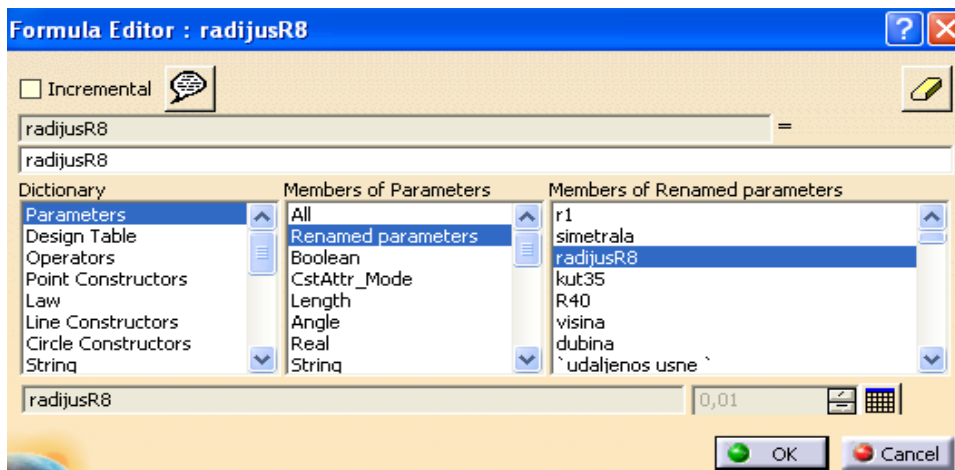 Formula Editor : radijusR8
Incremental
radijusR8 =
radijusR8
Dictionary Members of Parameters Members of Renamed parameters
Parameters All r1
Design Table Renamed parameters simetrala
Operators Boolean radijusR8
Point Constructors CstAttr_Mode kut35
Law Length R40
Line Constructors Angle visina
Circle Constructors Real dubina
String String `udaljenos usne `
radijusR8 0,01
OK Cancel